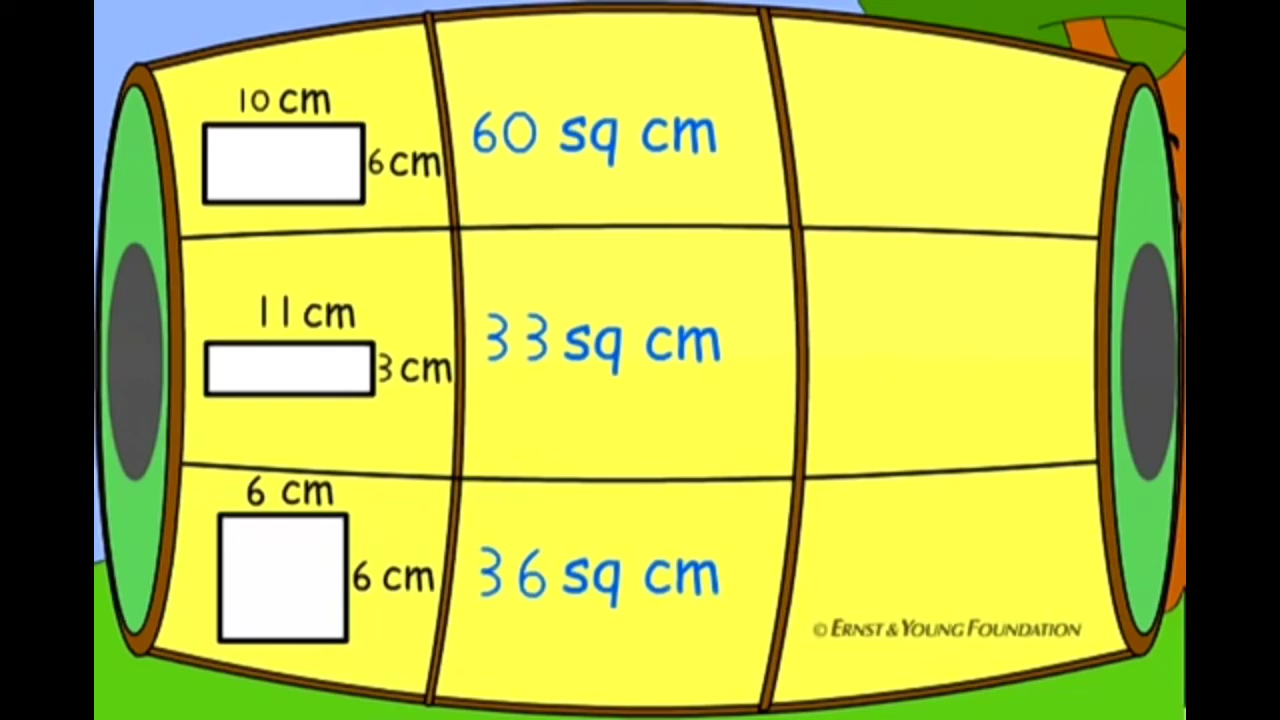 10 cm
6 cm
60 sq cm
11 cm
3 cm
33 sq cm
6 cm
6 cm
36 sq cm
© ERNST & YOUNG FOUNDATION